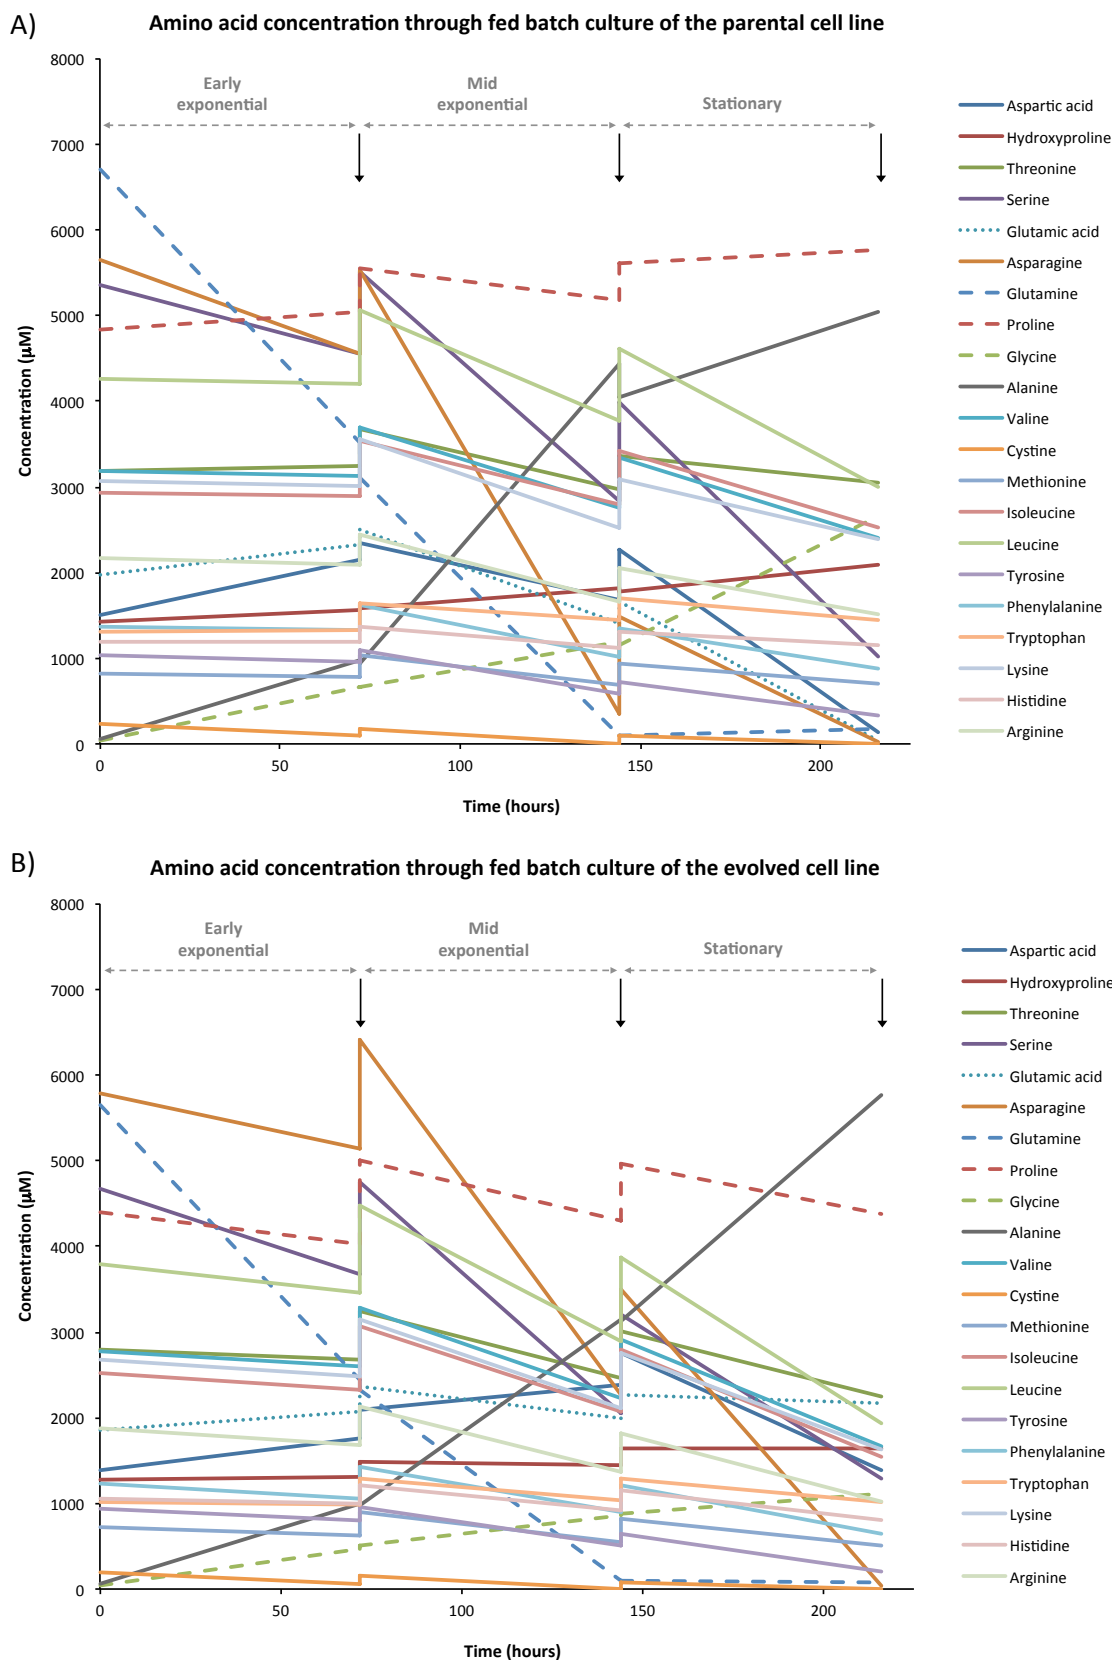 A)
Amino acid concentration through fed batch culture of the parental cell line
8000
7000
6000
5000
4000
3000
2000
1000
0
Concentration (µM)
Early
exponential
Mid
exponential
Stationary
0
50
100
150
200
Time (hours)
Aspartic acid
Hydroxyproline
Threonine
Serine
Glutamic acid
Asparagine
Glutamine
Proline
Glycine
Alanine
Valine
Cystine
Methionine
Isoleucine
Leucine
Tyrosine
Phenylalanine
Tryptophan
Lysine
Histidine
Arginine
B)
Amino acid concentration through fed batch culture of the evolved cell line
8000
7000
6000
5000
4000
3000
2000
1000
0
Concentration (µM)
Early
exponential
Mid
exponential
Stationary
0
50
100
150
200
Time (hours)
Aspartic acid
Hydroxyproline
Threonine
Serine
Glutamic acid
Asparagine
Glutamine
Proline
Glycine
Alanine
Valine
Cystine
Methionine
Isoleucine
Leucine
Tyrosine
Phenylalanine
Tryptophan
Lysine
Histidine
Arginine